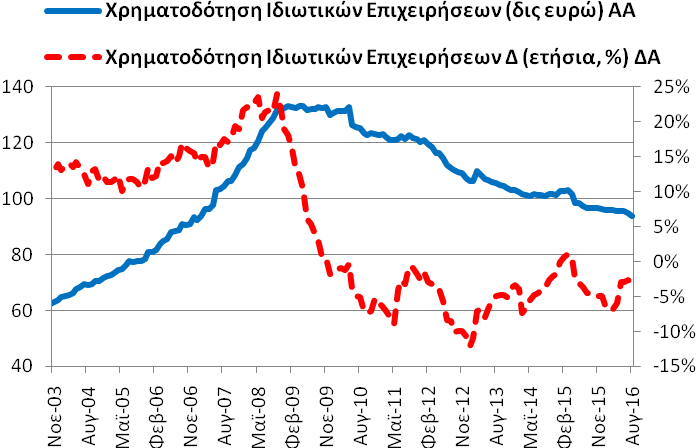 Χρηματοδότηση Ιδιωτικών Επιχειρήσεων (δις ευρώ) ΑΑ
Χρηματοδότηση Ιδιωτικών Επιχειρήσεων Δ (ετήσια, %) ΔΑ
140
120
100
80
60
40
25%
20%
15%
10%
5%
0%
-5%
-10%
-15%
Νοε-03
Αυγ-04
Μαϊ-05
Φεβ-06
Νοε-06
Αυγ-07
Μαϊ-08
Φεβ-09
Νοε-09
Αυγ-10
Μαϊ-11
Φεβ-12
Νοε-12
Αυγ-13
Μαϊ-14
Φεβ-15
Νοε-15
Αυγ-16